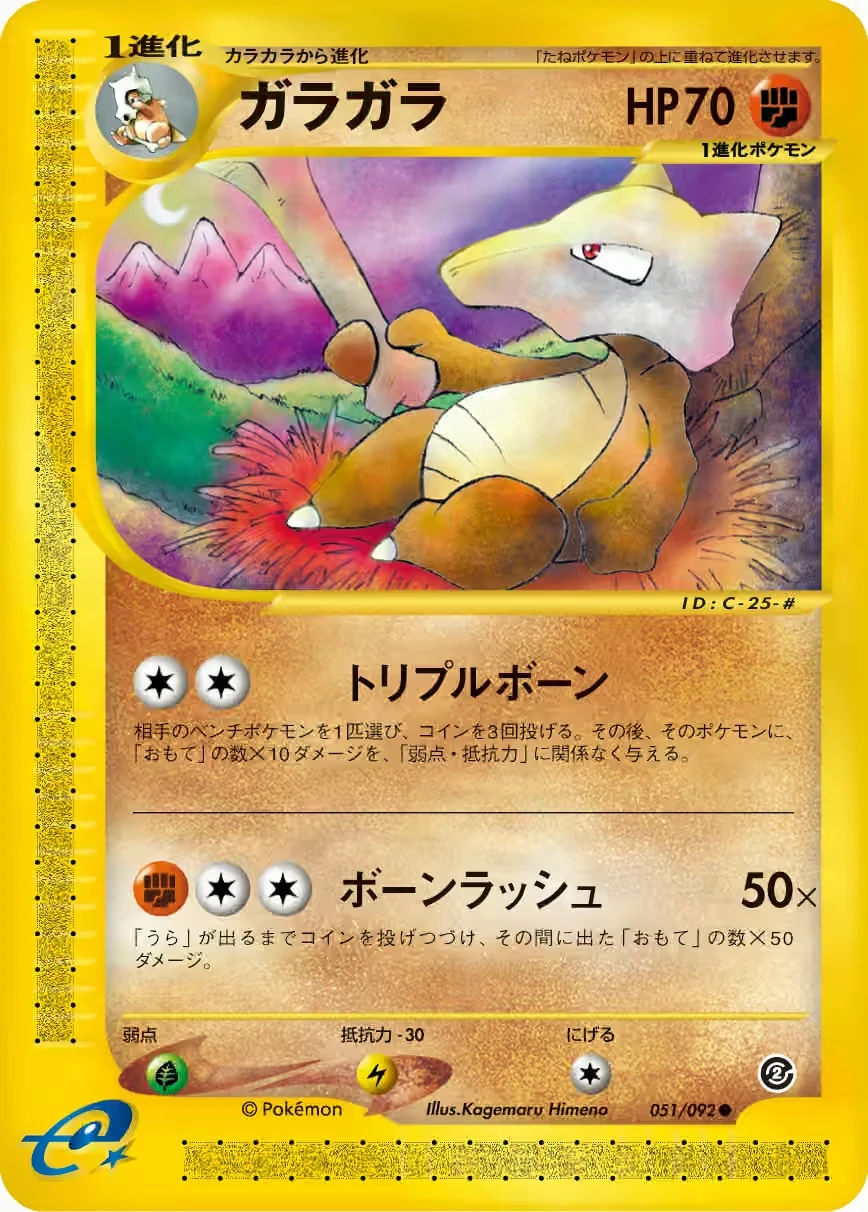 1進化
カラカラから進化
「たねポケモン」の上に重ねて進化させます。
ガラガラ
HP70
1進化ポケモン
ID:C-25-#
トリプルボーン
相手のベンチポケモンを1匹選び、コインを3回投げる。その後、そのポケモンに、
「おもて」の数×10ダメージを、「弱点・抵抗力」に関係なく与える。
ボーンラッシュ 50×
「うら」が出るまでコインを投げつづけ、その間に出た「おもて」の数×50
ダメージ。
弱点 抵抗力-30 にげる
2
©Pokémon Illus.Kagemaru Himeno 051/092●
e